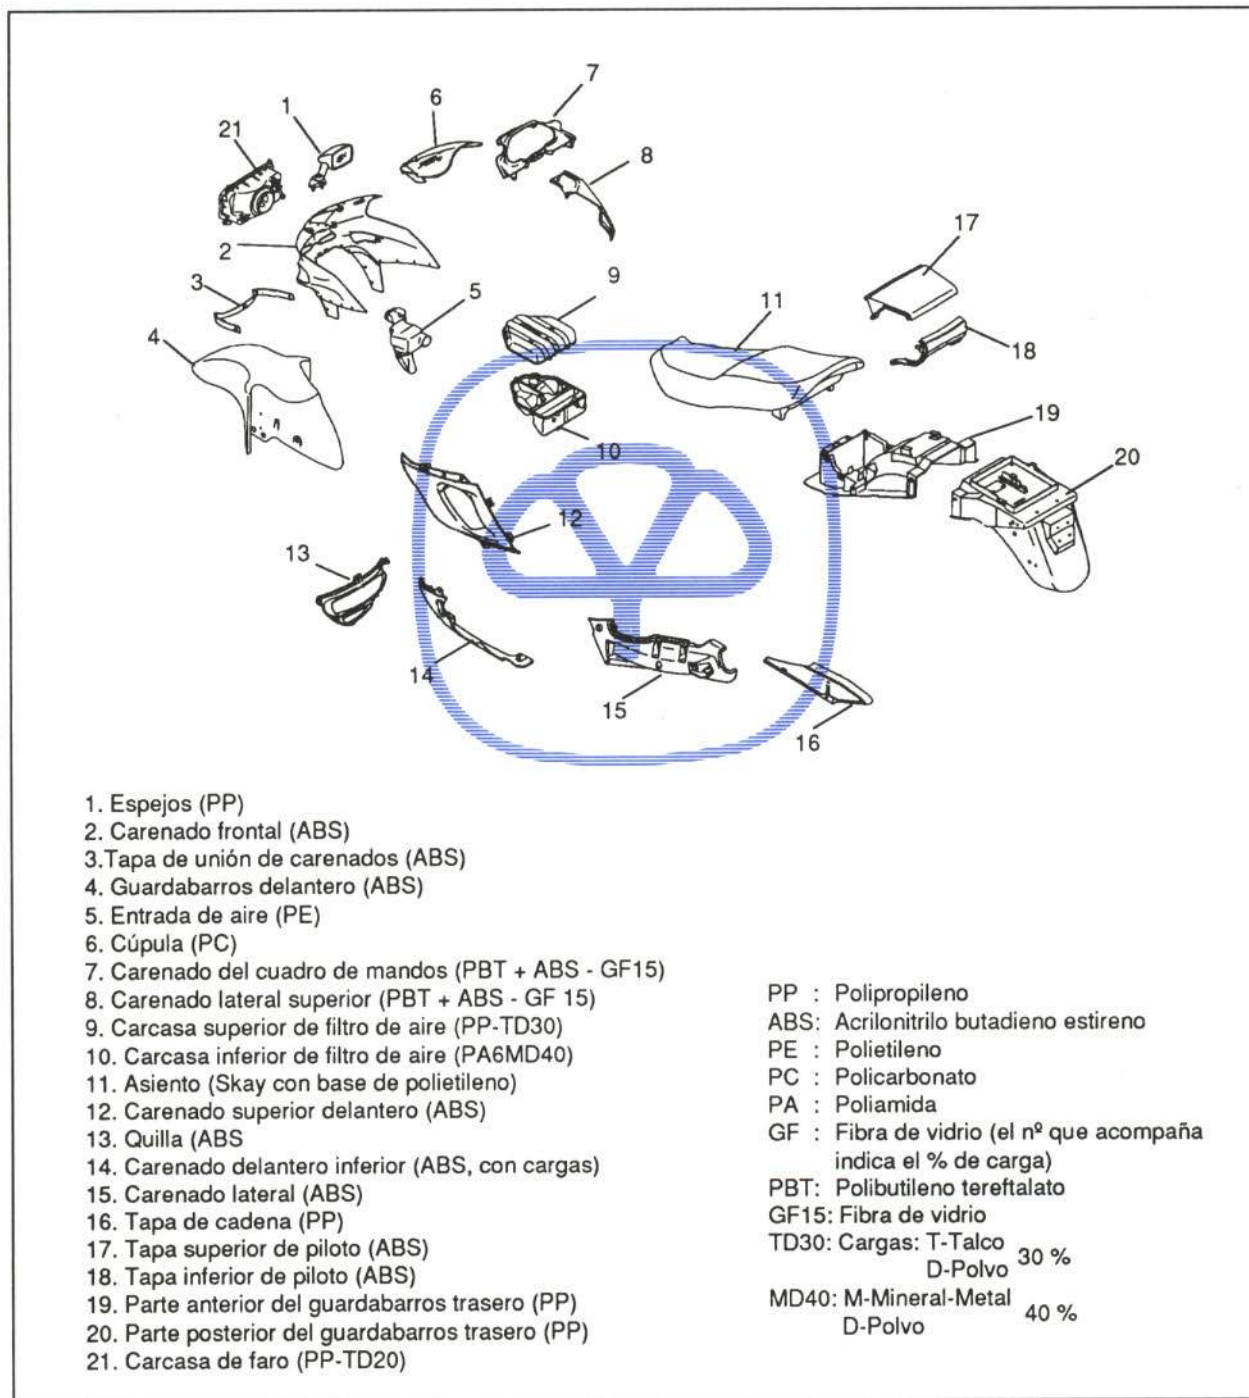 1
6
7
21
8
2
17
3
9
5
11
4
18
10
19
20
12
13
14
15
16
1. Espejos (PP)
2. Carenado frontal (ABS)
3.Tapa de unión de carenados (ABS)
4. Guardabarros delantero (ABS)
5. Entrada de aire (PE)
6. Cúpula (PC)
7. Carenado del cuadro de mandos (PBT + ABS - GF15)
8. Carenado lateral superior (PBT + ABS - GF 15)
9. Carcasa superior de filtro de aire (PP-TD30)
10. Carcasa inferior de filtro de aire (PA6MD40)
11. Asiento (Skay con base de polietileno)
12. Carenado superior delantero (ABS)
13. Quilla (ABS
14. Carenado delantero inferior (ABS, con cargas)
15. Carenado lateral (ABS)
16. Tapa de cadena (PP)
17. Tapa superior de piloto (ABS)
18. Tapa inferior de piloto (ABS)
19. Parte anterior del guardabarros trasero (PP)
20. Parte posterior del guardabarros trasero (PP)
21. Carcasa de faro (PP-TD20)
PP : Polipropileno
ABS: Acrilonitrilo butadieno estireno
PE : Polietileno
PC : Policarbonato
PA : Poliamida
GF : Fibra de vidrio (el nº que acompaña
indica el % de carga)
PBT: Polibutileno tereftalato
GF15: Fibra de vidrio
TD30: Cargas: T-Talco
D-Polvo 30 %
MD40: M-Mineral-Metal
D-Polvo 40 %